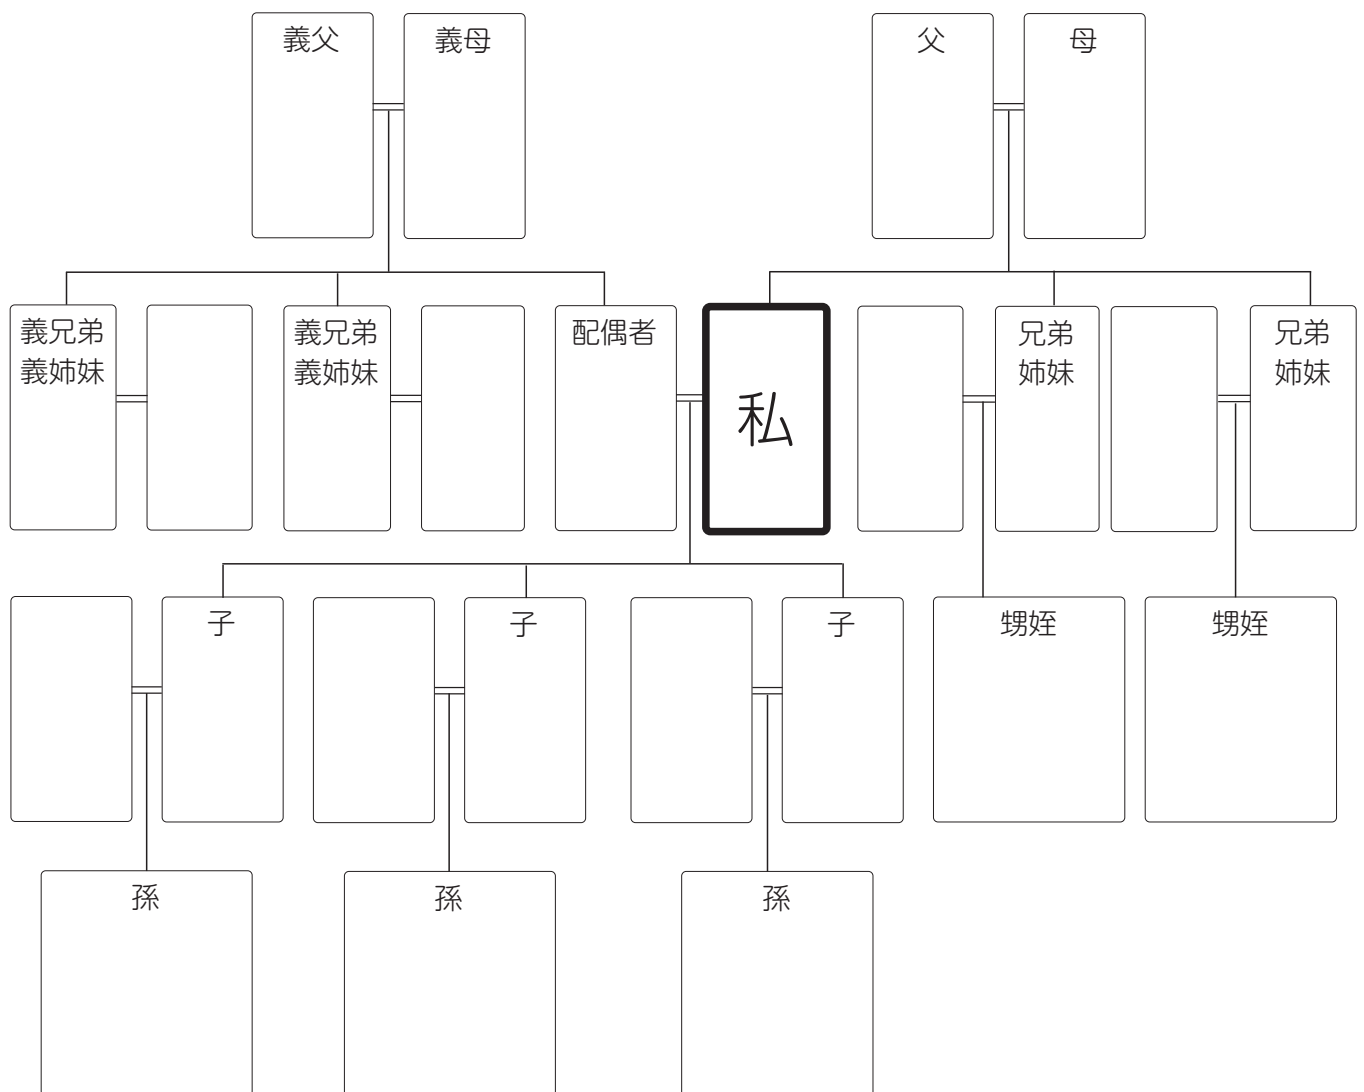 義父
義母
父
母
義兄弟
義姉妹
義兄弟
義姉妹
配偶者
私
兄弟
姉妹
兄弟
姉妹
子
子
子
甥姪
甥姪
孫
孫
孫